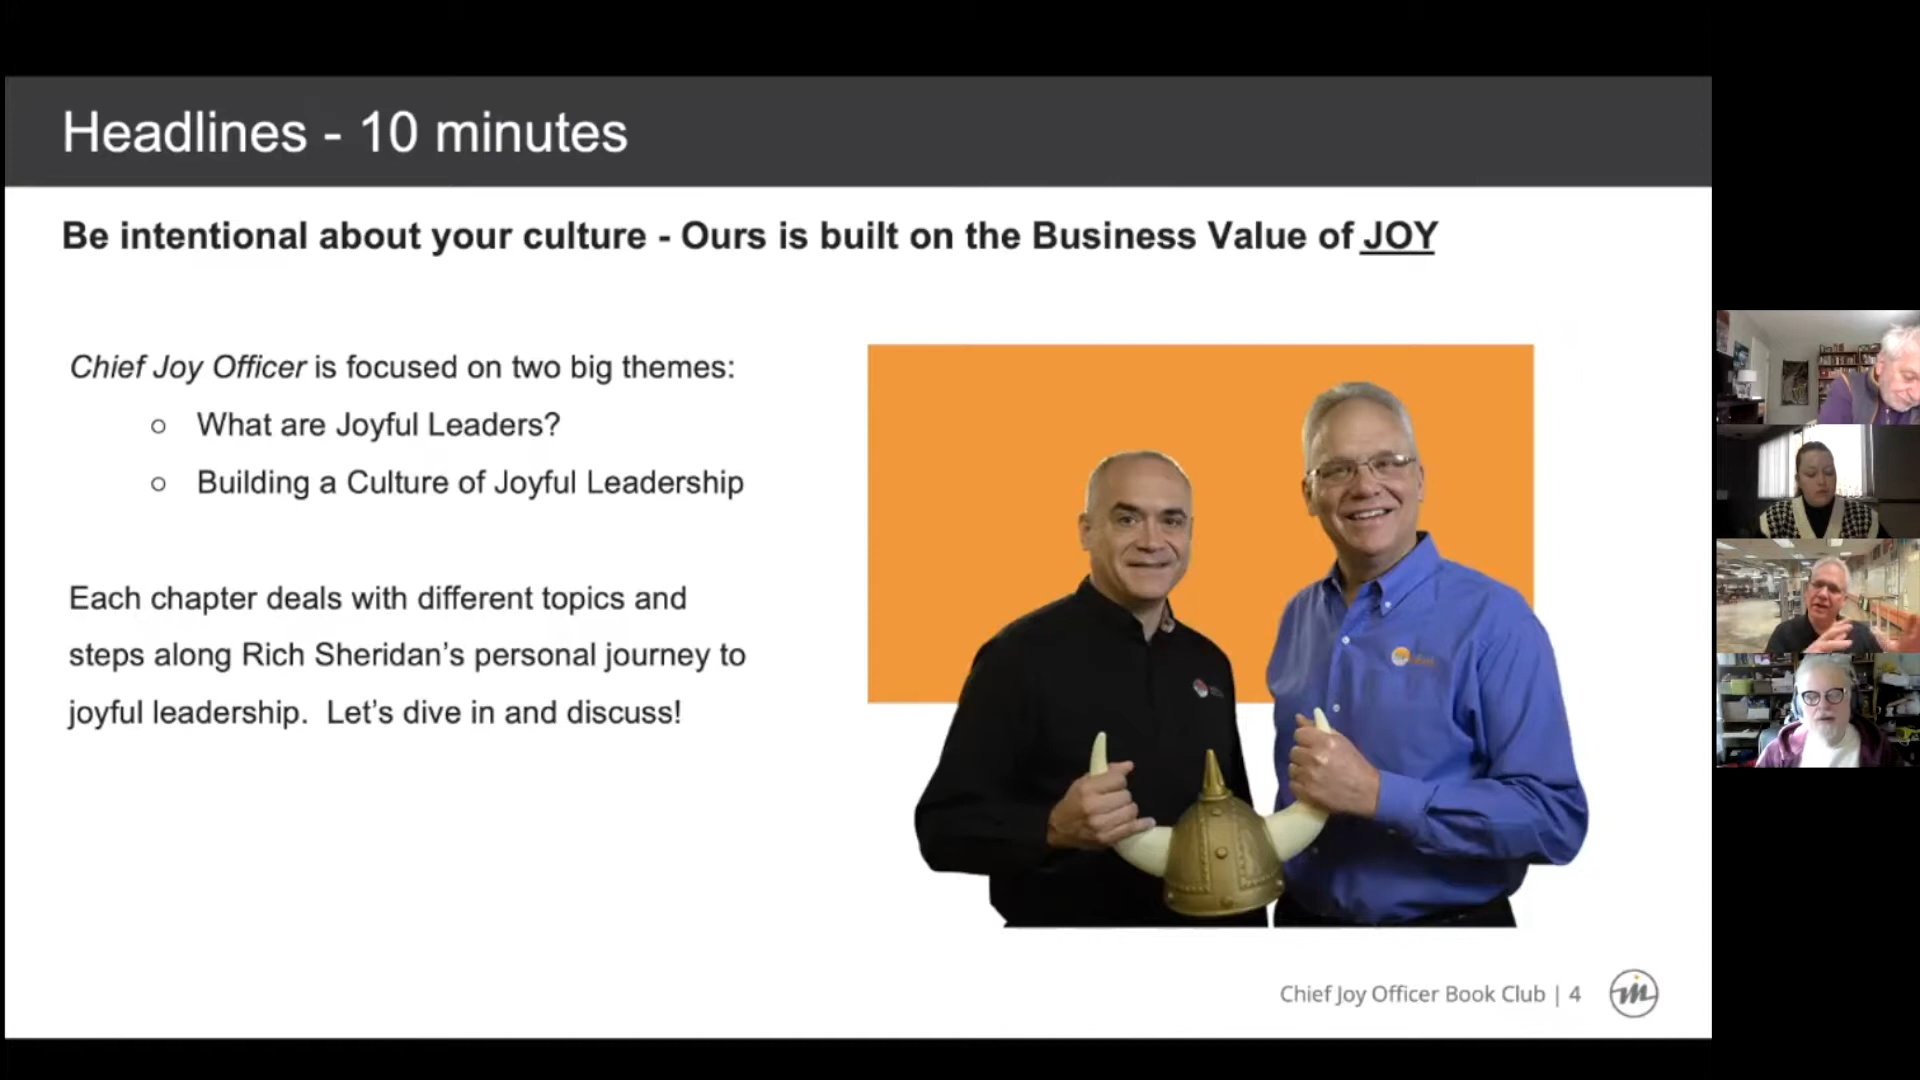 Headlines - 10 minutes
Be intentional about your culture - Ours is built on the Business Value of JOY
Chief Joy Officer is focused on two big themes:
○ What are Joyful Leaders?
○ Building a Culture of Joyful Leadership
Each chapter deals with different topics and
steps along Rich Sheridan's personal journey to
joyful leadership.  Let's dive in and discuss!
Chief Joy Officer Book Club | 4